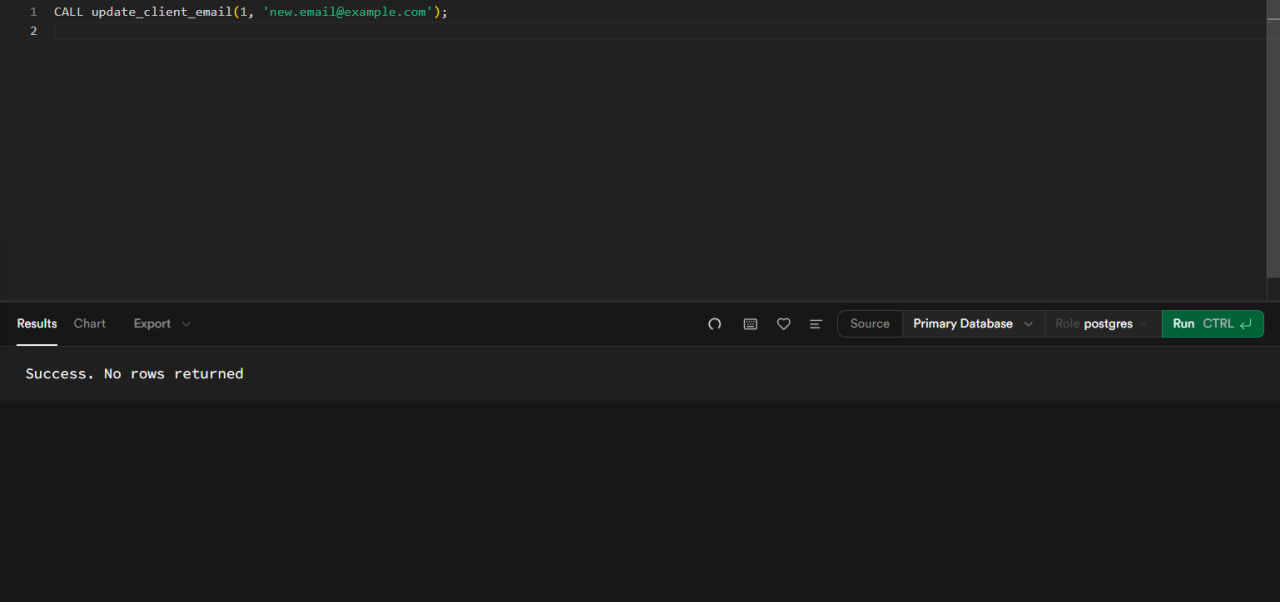 1 CALL update_client_email(1, 'new.email@example.com');
2
Results Chart Export Source Primary Database Role postgres Run CTRL
Success. No rows returned